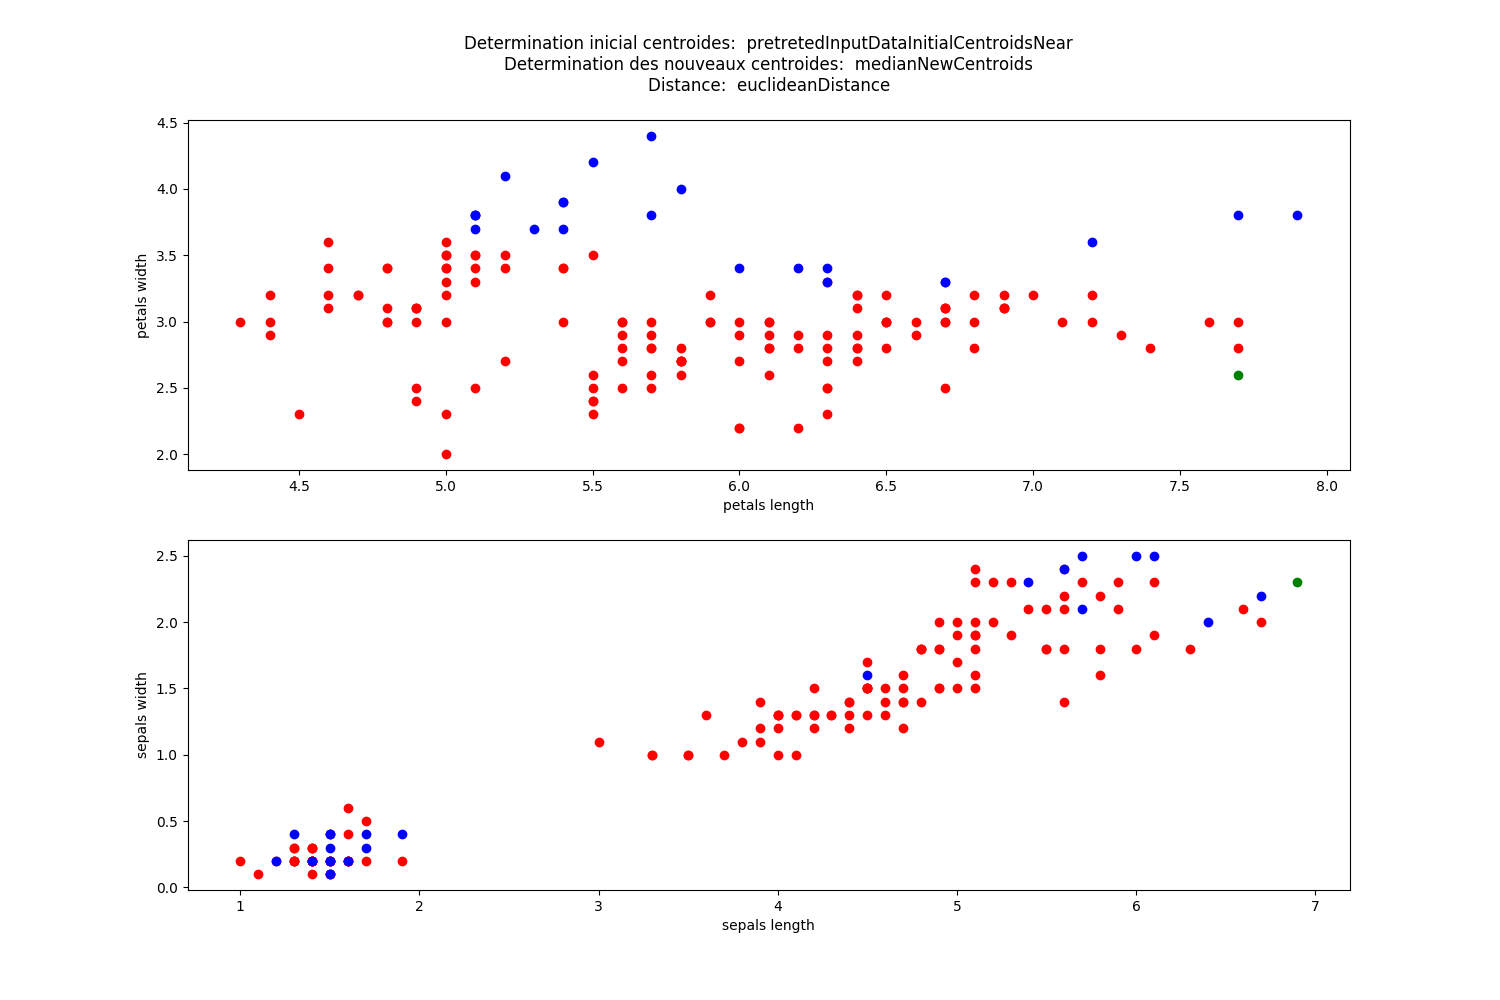 Determination inicial centroides:  pretretedInputDataInitialCentroidsNear
Determination des nouveaux centroides:  medianNewCentroids
Distance:  euclideanDistance
4.5
4.0
3.5
3.0
2.5
2.0
petals width
4.5 5.0 5.5 6.0 6.5 7.0 7.5 8.0
petals length
2.5
2.0
1.5
1.0
0.5
0.0
sepals width
1 2 3 4 5 6 7
sepals length